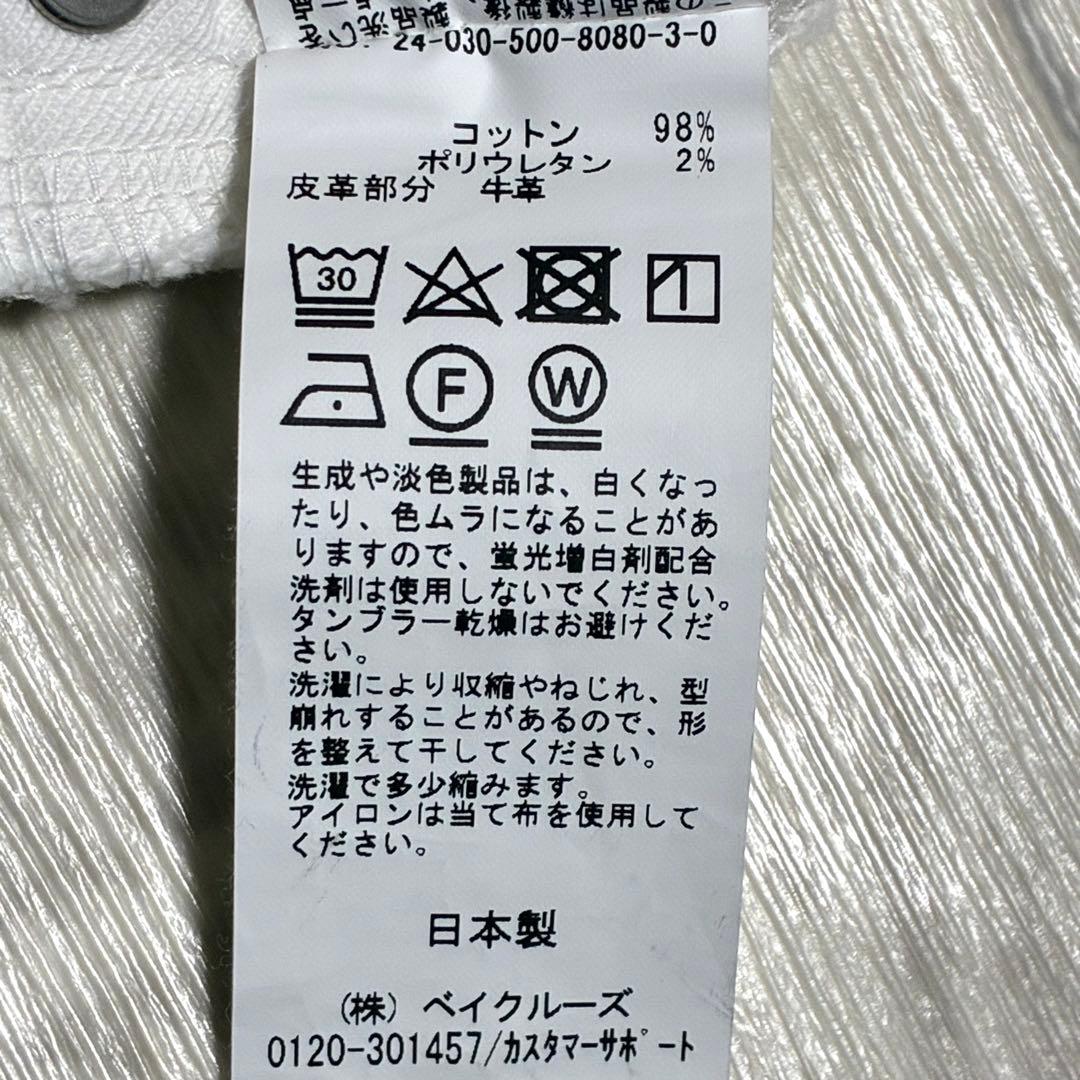 24-030-500-8080-3-0
コットン 98%
ポリウレタン 2%
皮革部分 牛革
30
F W
生成や淡色製品は、白くなっ
たり、色ムラになることがあ
りますので、蛍光増白剤配合
洗剤は使用しないでください。
タンブラー乾燥はお避けくだ
さい。
洗濯により収縮やねじれ、型
崩れすることがあるので、形
を整えて干してください。
洗濯で多少縮みます。
アイロンは当て布を使用して
ください。
日本製
(株) ベイクルーズ
0120-301457/カスタマーサポート